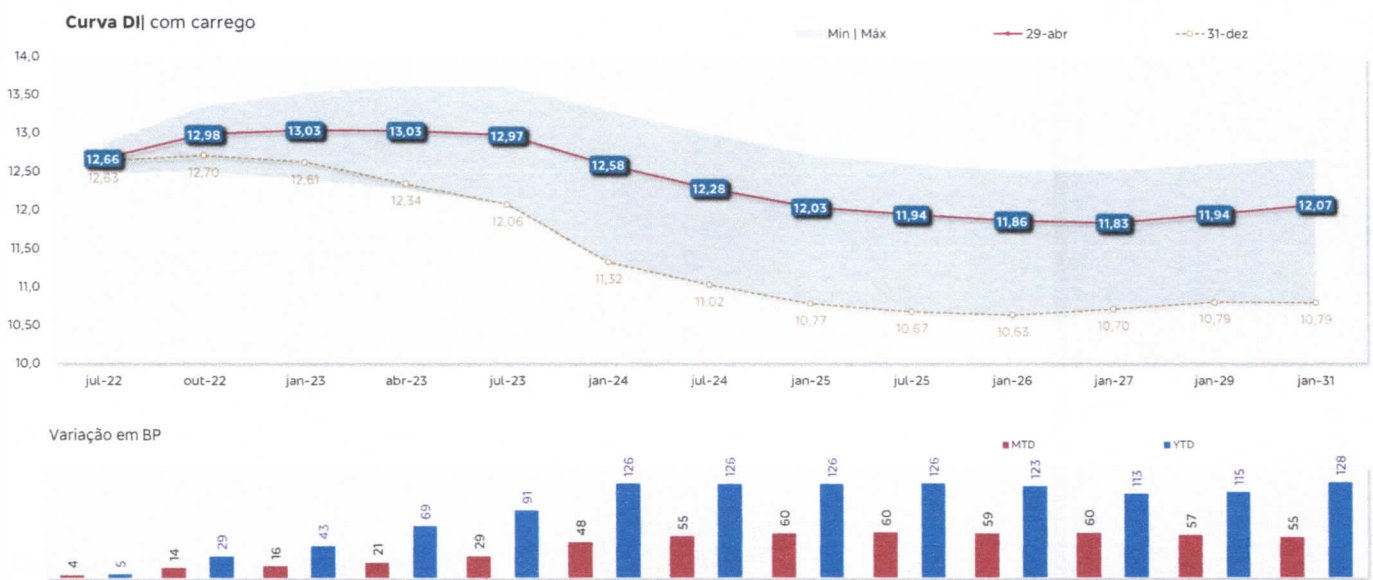 Curva DI| com carrego
Min | Máx 29-abr 31-dez
14,0
13,50
13,0
12,50
12,0
11,50
11,0
10,50
10,0
12,66 12,98 13,03 13,03 12,97 12,58 12,28 12,03 11,94 11,86 11,83 11,94 12,07
12,63 12,70 12,61 12,34 12,06 11,32 11,02 10,77 10,67 10,63 10,70 10,79 10,79
jul-22 out-22 jan-23 abr-23 jul-23 jan-24 jul-24 jan-25 jul-25 jan-26 jan-27 jan-29 jan-31
Variação em BP
MTD YTD
4 5 14 29 16 43 21 69 29 91 48 126 55 126 60 126 60 126 59 123 60 113 57 115 55 128